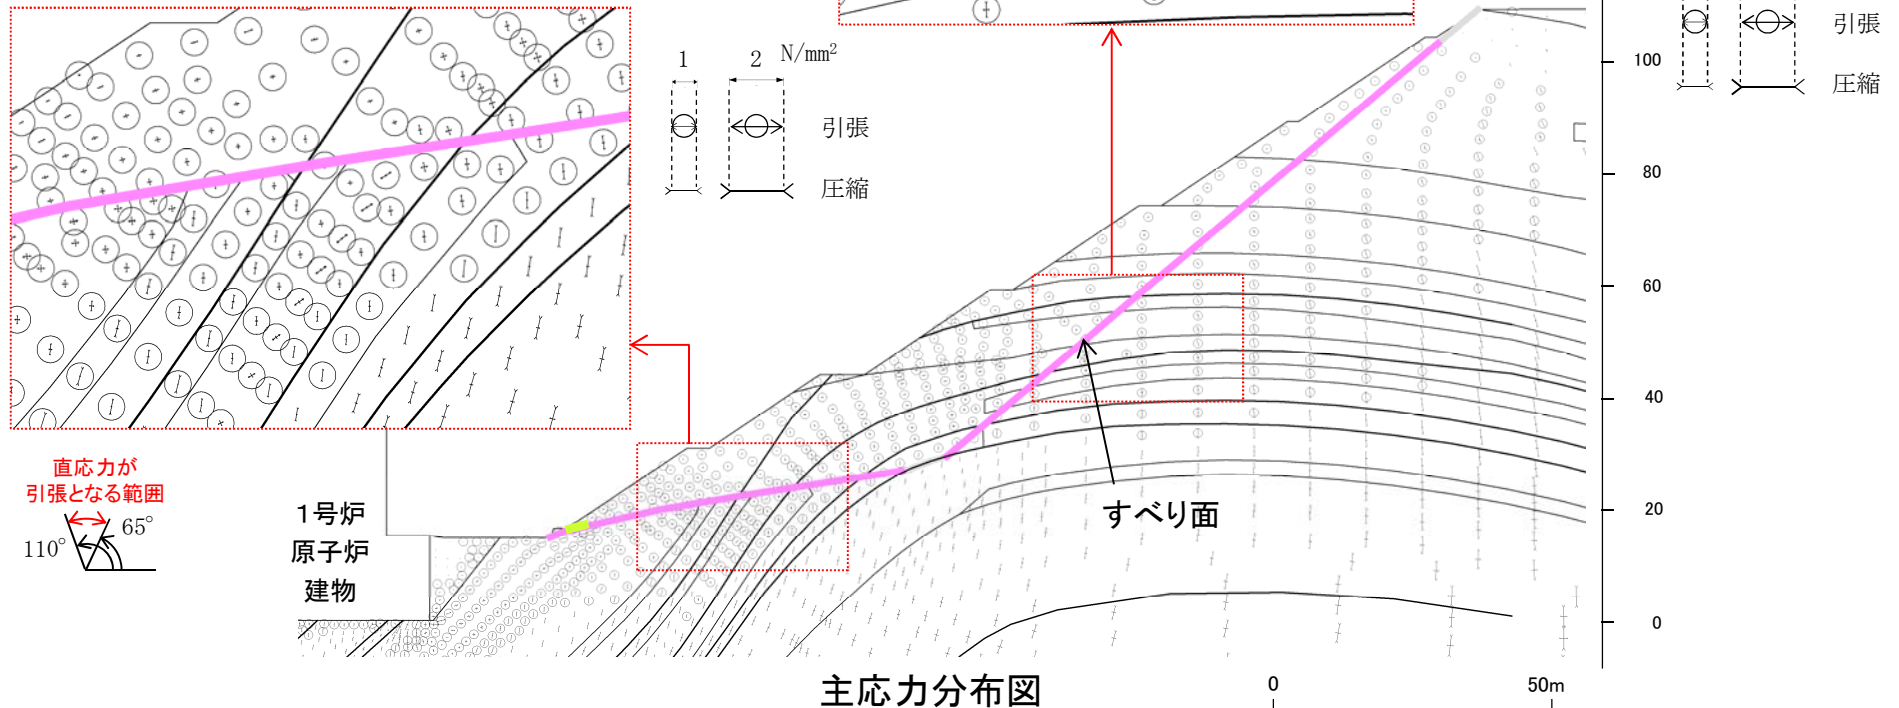 引張
圧縮
1
2
N/mm²
引張
圧縮
100
80
60
40
20
0
直応力が
引張となる範囲
110°
65°
1号炉
原子炉
建物
すべり面
主応力分布図
0
50m